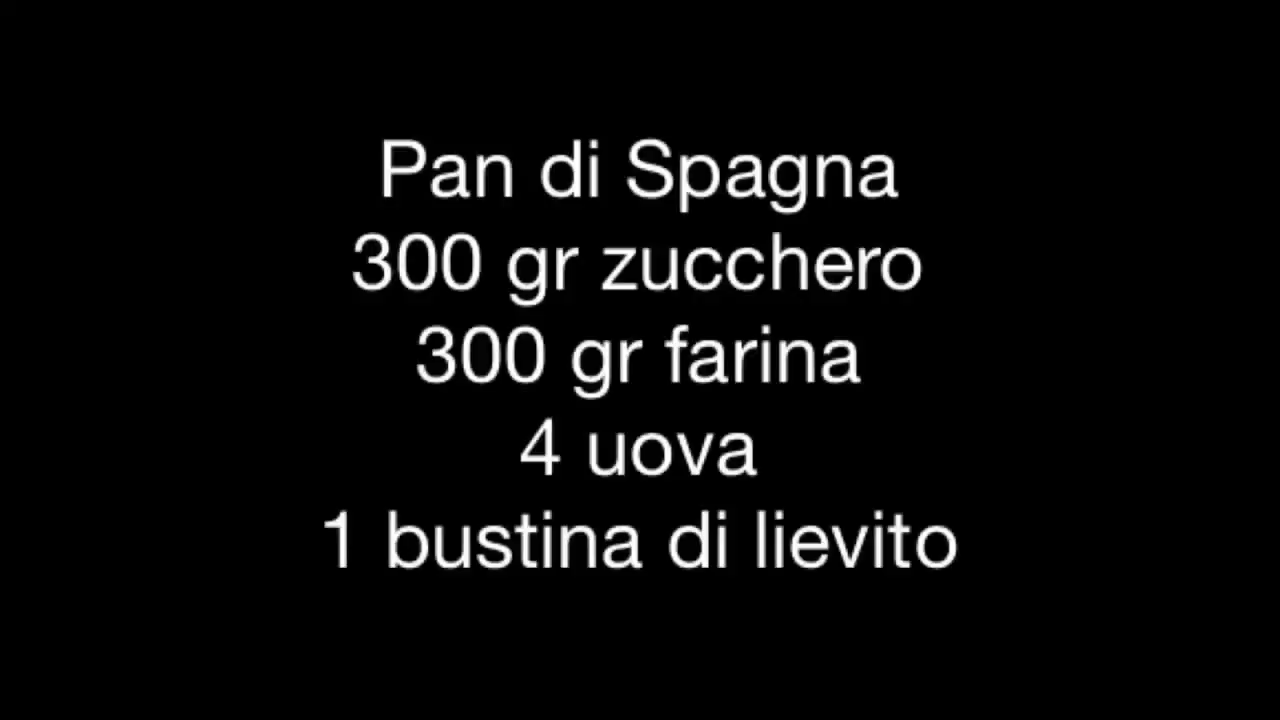 Pan di Spagna
300 gr zucchero
300 gr farina
4 uova
1 bustina di lievito